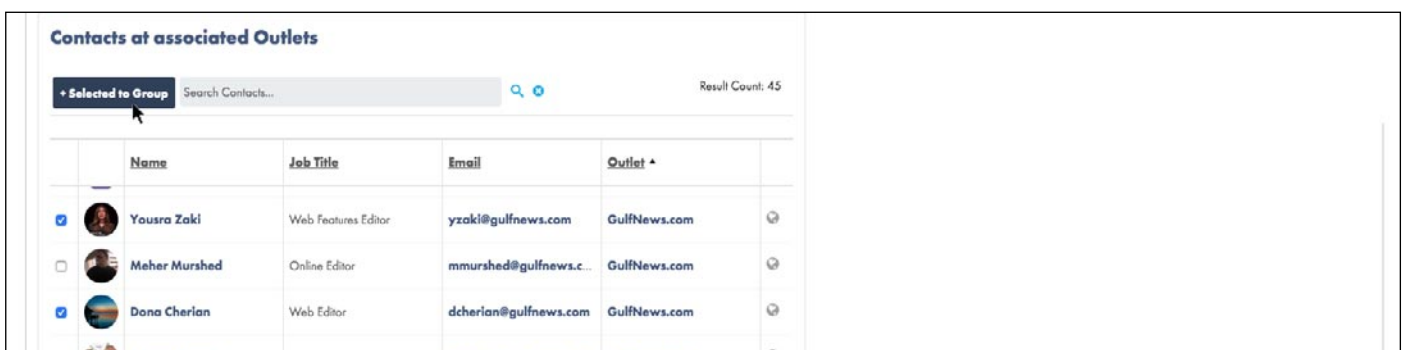 Contacts at associated Outlets
+ Selected to Group Search Contacts... Result Count: 45
Name Job Title Email Outlet
Yousra Zaki Web Features Editor yzaki@gulfnews.com GulfNews.com
Meher Murshed Online Editor mmurshed@gulfnews.c... GulfNews.com
Dona Cherian Web Editor dcherian@gulfnews.com GulfNews.com